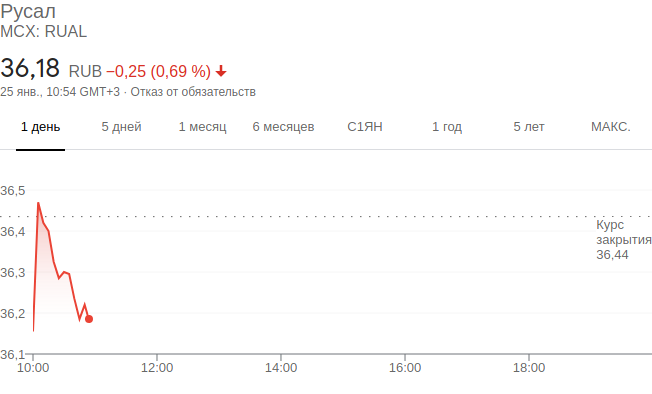 Русал
MCX: RUAL
36,18 RUB −0,25 (0,69 %)
25 янв., 10:54 GMT+3 · Отказ от обязательств
1 день 5 дней 1 месяц 6 месяцев С1ЯН 1 год 5 лет МАКС.
36,5
36,4
Курс
закрытия
36,44
36,3
36,2
36,1
10:00 12:00 14:00 16:00 18:00